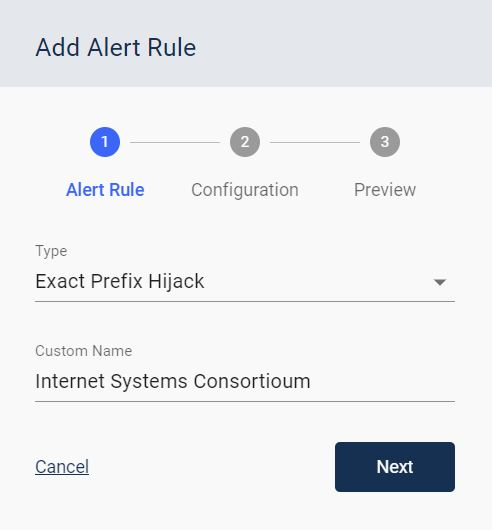 Add Alert Rule
1 2 3
Alert Rule Configuration Preview
Type
Exact Prefix Hijack
Custom Name
Internet Systems Consortioum
Cancel Next